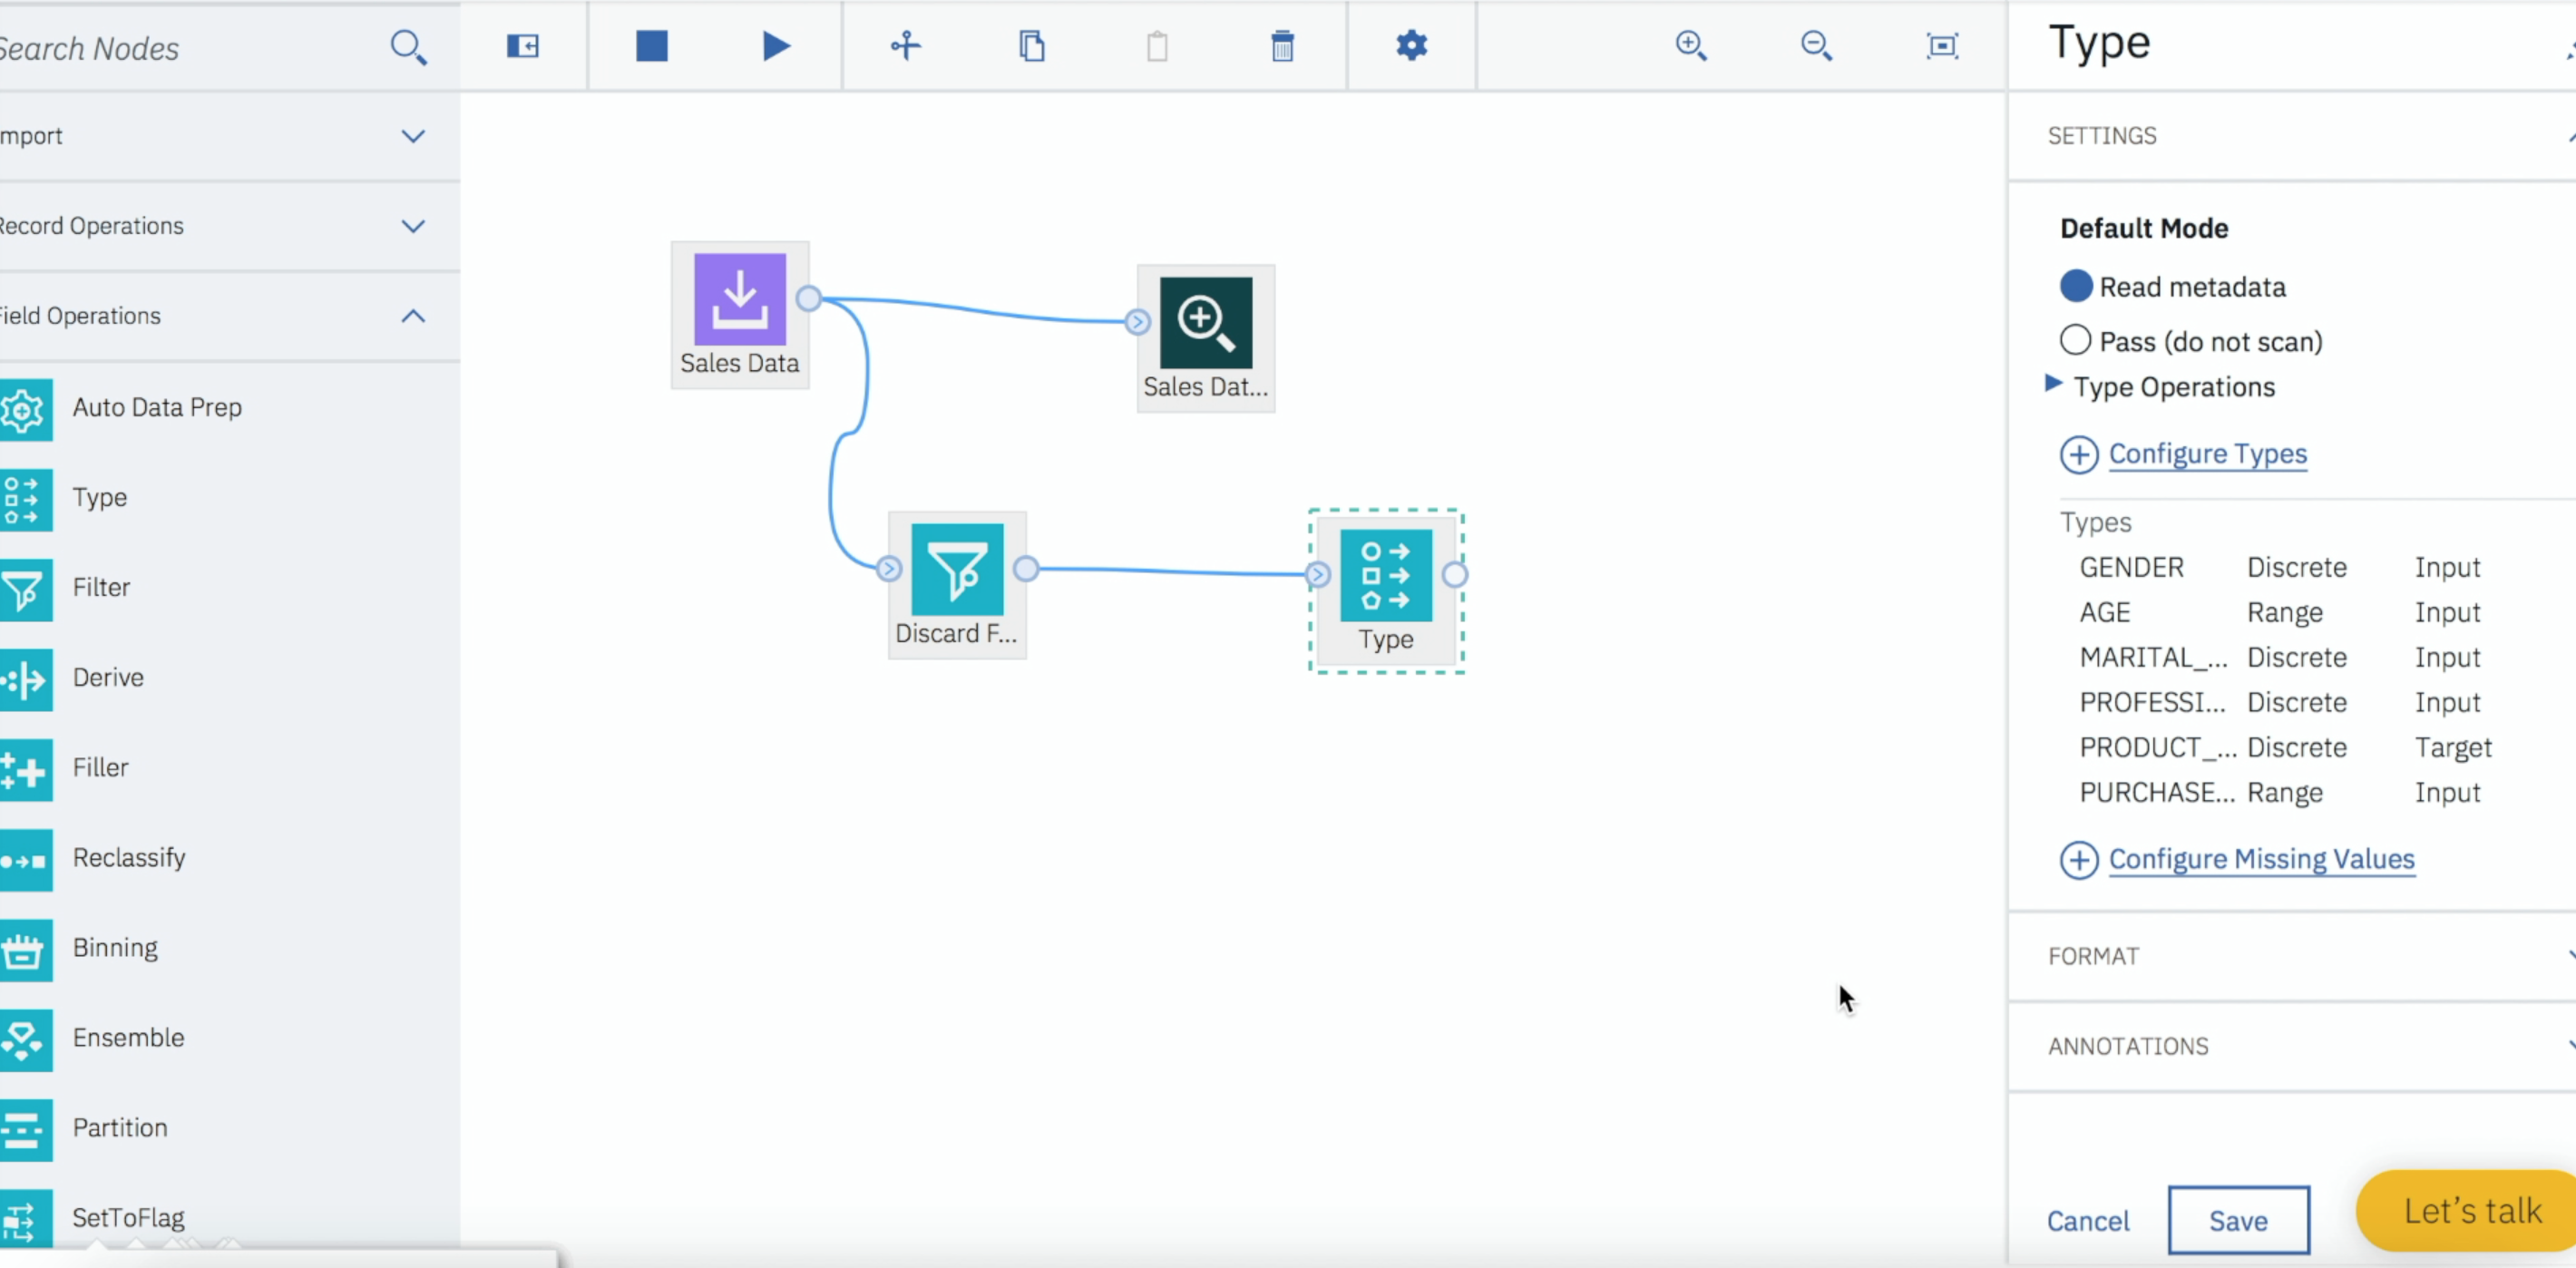 Search Nodes
Import
Record Operations
Field Operations
Auto Data Prep
Type
Filter
Derive
Filler
Reclassify
Binning
Ensemble
Partition
SetToFlag
Sales Data
Sales Dat...
Discard F...
Type
Type
SETTINGS
Default Mode
Read metadata
Pass (do not scan)
Type Operations
Configure Types
Types
GENDER Discrete Input
AGE Range Input
MARITAL_... Discrete Input
PROFESSI... Discrete Input
PRODUCT_... Discrete Target
PURCHASE... Range Input
Configure Missing Values
FORMAT
ANNOTATIONS
Cancel Save Let's talk